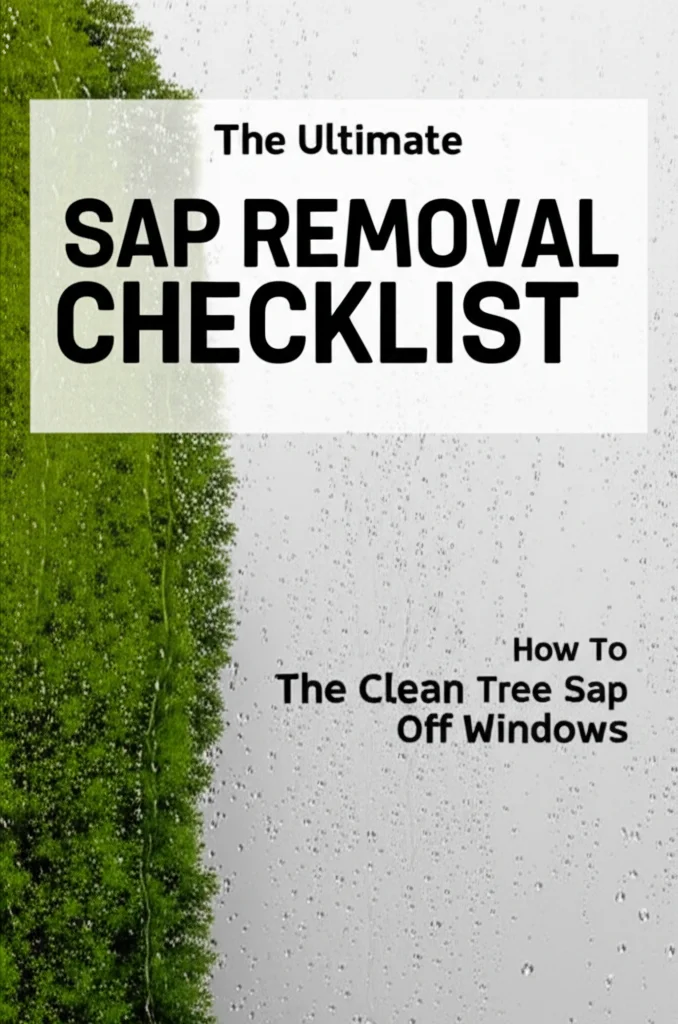 The Ultimate
SAP REMOVAL
CHECKLIST
How To
The Clean Tree Sap
Off Windows